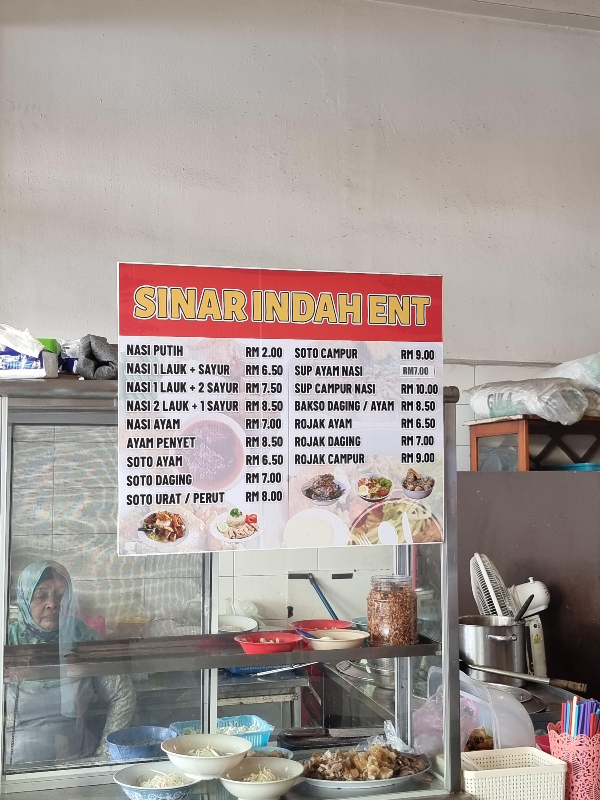 SINAR INDAH ENT
NASI PUTIH RM 2.00
NASI 1 LAUK + SAYUR RM 6.50
NASI 1 LAUK + 2 SAYUR RM 7.50
NASI 2 LAUK + 1 SAYUR RM 8.50
NASI AYAM RM 7.00
AYAM PENYET RM 8.50
SOTO AYAM RM 6.50
SOTO DAGING RM 7.00
SOTO URAT / PERUT RM 8.00
SOTO CAMPUR RM 9.00
SUP AYAM NASI RM7.00
SUP CAMPUR NASI RM 10.00
BAKSO DAGING / AYAM RM 8.50
ROJAK AYAM RM 6.50
ROJAK DAGING RM 7.00
ROJAK CAMPUR RM 9.00